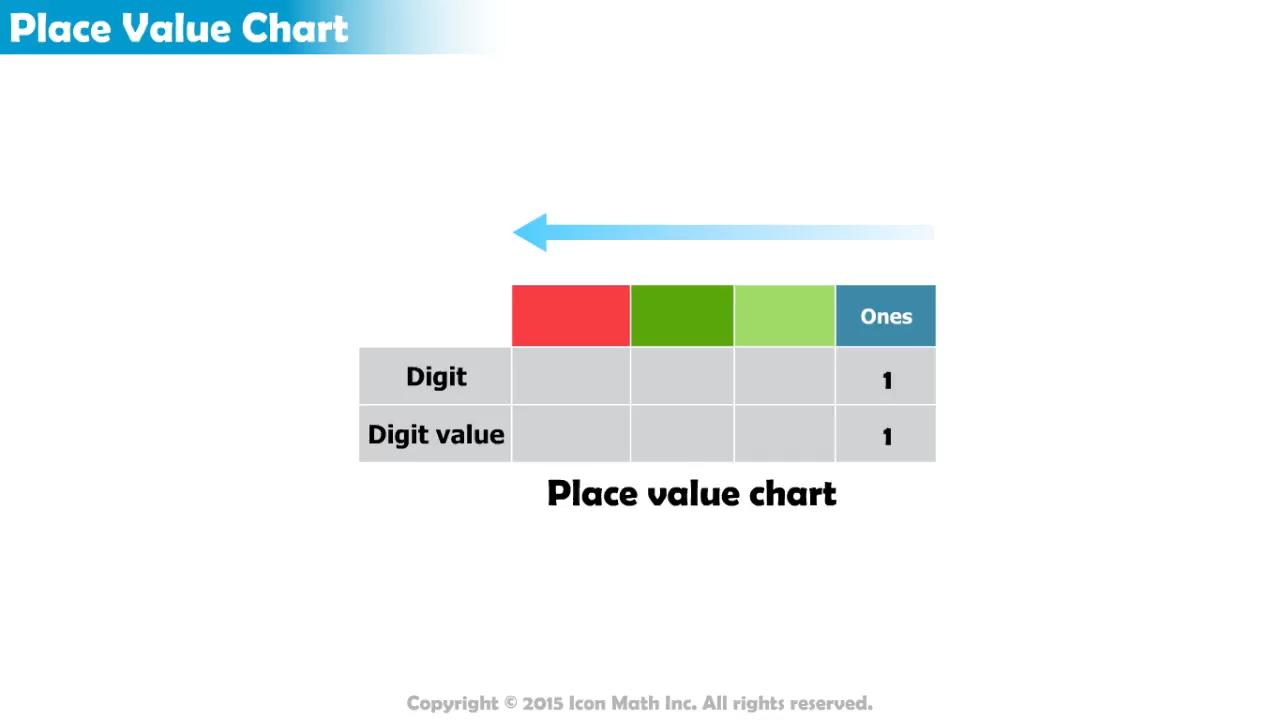 Place Value Chart
Ones
Digit 1
Digit value 1
Place value chart
Copyright © 2015 Icon Math Inc. All rights reserved.